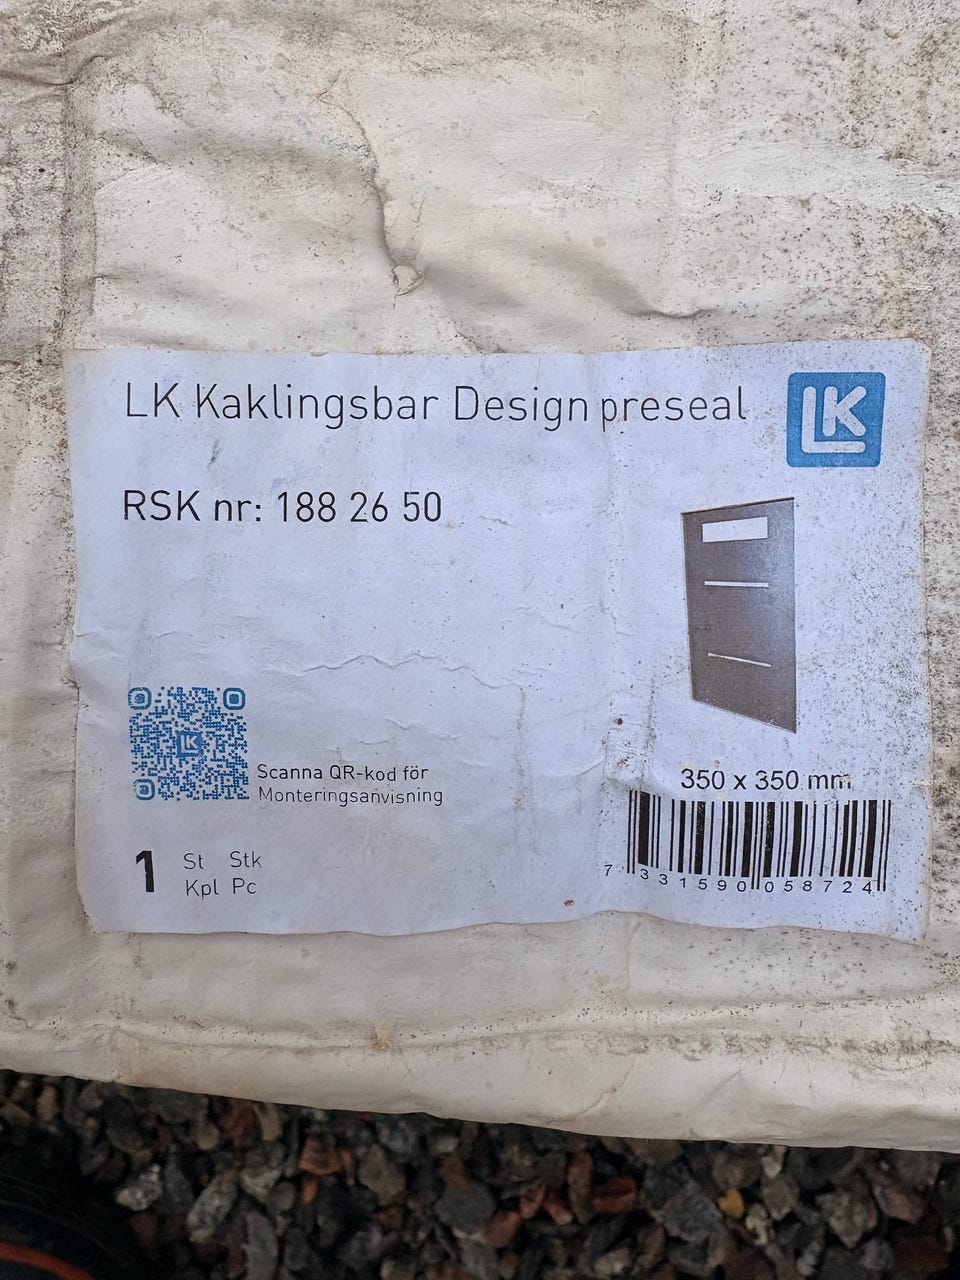 LK Kaklingsbar Design preseal
LK
RSK nr: 188 26 50
LK
Scanna QR-kod för
Monteringsanvisning
350 x 350 mm
7 331590 058724
1 St Stk
Kpl Pc